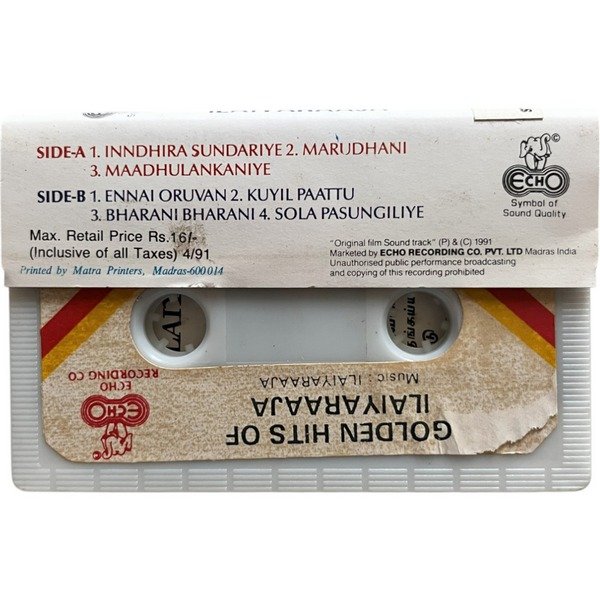 ILAIYARAAJA
SIDE-A 1. INNDHIRA SUNDARIYE 2. MARUDHANI
3. MAADHULANKANIYE
SIDE-B 1. ENNAI ORUVAN 2. KUYIL PAATTU
3. BHARANI BHARANI 4. SOLA PASUNGILIYE
Max. Retail Price Rs.16/-
(Inclusive of all Taxes) 4/91
Printed by Matra Printers, Madras-600 014
©
ECHO
Symbol of
Sound Quality
"Original film Sound track" (P) & (C) 1991
Marketed by ECHO RECORDING CO. PVT. LTD Madras India
Unauthorised public performance broadcasting
and copying of this recording prohibited
GOLDEN HITS OF
ILAIYARAAJA
Music : ILAIYARAAJA
©
ECHO
ECHO
RECORDING CO